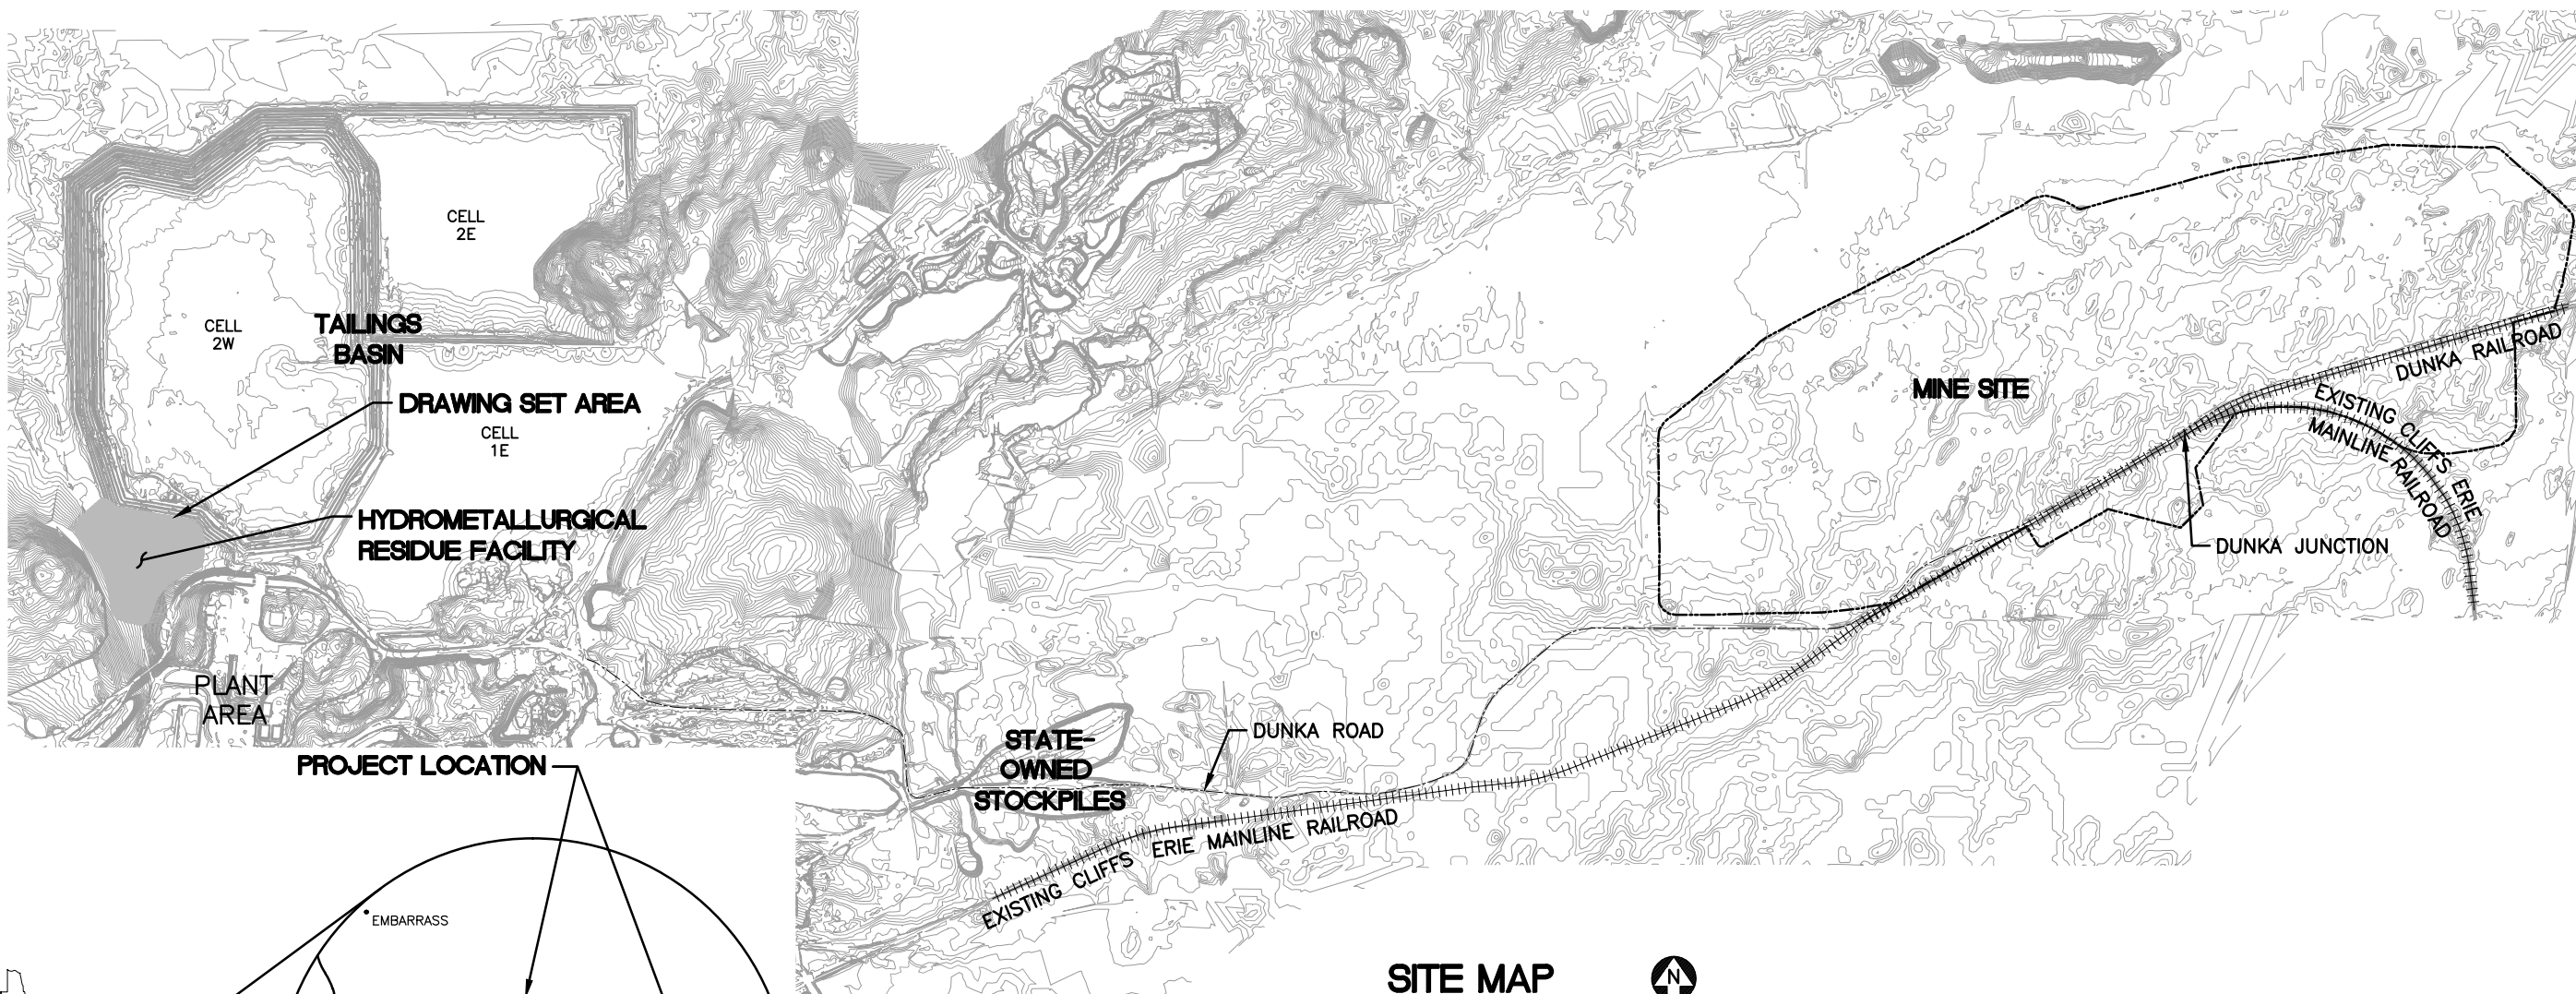 CELL
2E
CELL
2W
TAILINGS
BASIN
DRAWING SET AREA
CELL
1E
HYDROMETALLURGICAL
RESIDUE FACILITY
PLANT
AREA
MINE SITE
DUNKA RAILROAD
EXISTING CLIFFS ERIE
MAINLINE RAILROAD
DUNKA JUNCTION
STATE-
OWNED
STOCKPILES
DUNKA ROAD
EXISTING CLIFFS ERIE MAINLINE RAILROAD
PROJECT LOCATION
EMBARRASS
SITE MAP
N